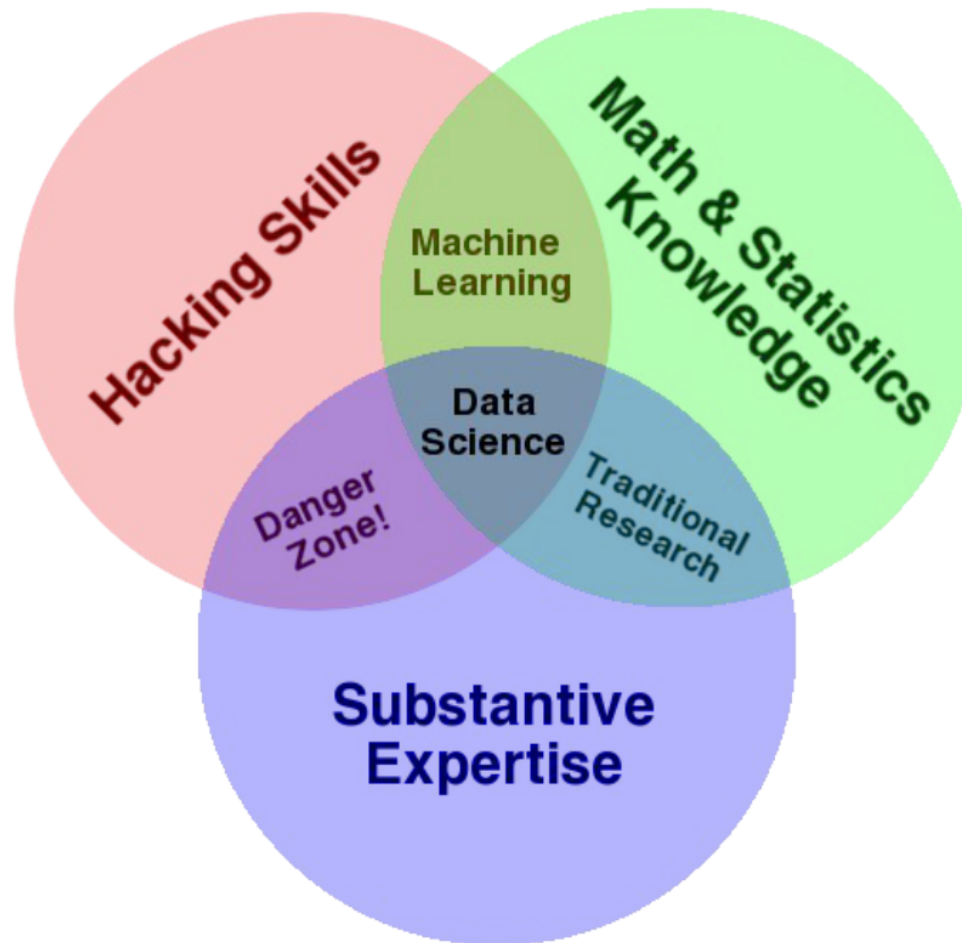 Hacking Skills
Math & Statistics
Knowledge
Machine
Learning
Data
Science
Danger
Zone!
Traditional
Research
Substantive
Expertise